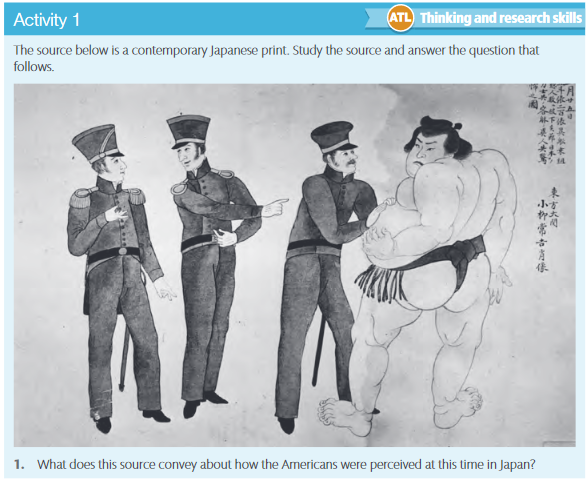 Activity 1
ATL Thinking and research skills
The source below is a contemporary Japanese print. Study the source and answer the question that
follows.
東方大関
小柳常吉肖像
1. What does this source convey about how the Americans were perceived at this time in Japan?